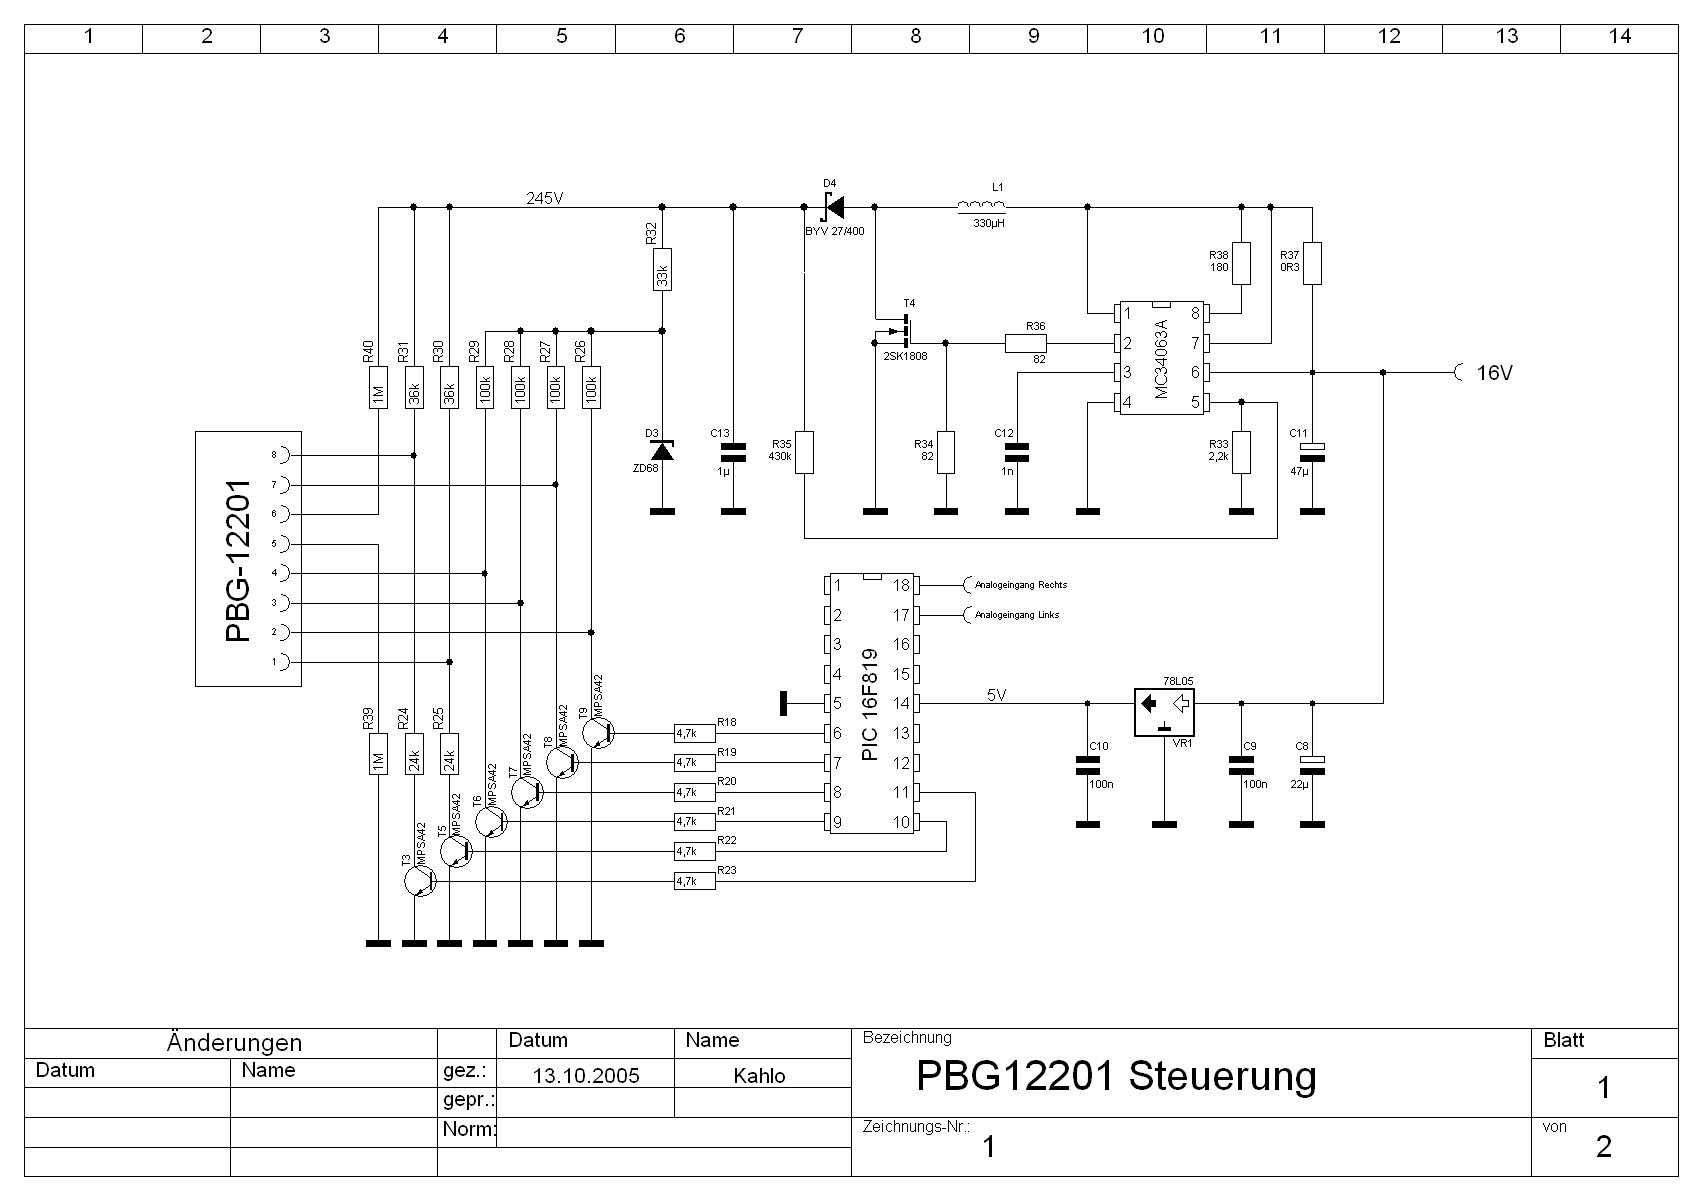 1 2 3 4 5 6 7 8 9 10 11 12 13 14
245V
D4
BYV 27/400
L1
330µH
R32
33k
R38
180
R37
0R3
T4
2SK1808
R36
82
MC34063A
1 8
2 7
3 6
4 5
16V
R40 R31 R30 R29 R28 R27 R26
1M 36k 36k 100k 100k 100k 100k
D3
ZD68
C13
1µ
R35
430k
R34
82
C12
1n
R33
2,2k
C11
47µ
PBG-12201
8
7
6
5
4
3
2
1
PIC 16F819
1 18
2 17
3 16
4 15
5 14
6 13
7 12
8 11
9 10
Analogeingang Rechts
Analogeingang Links
5V
78L05
VR1
C10
100n
C9
100n
C8
22µ
R39 R24 R25
1M 24k 24k
T9
MPSA42
T8
MPSA42
T7
MPSA42
T6
MPSA42
T5
MPSA42
T3
MPSA42
R18
4,7k
R19
4,7k
R20
4,7k
R21
4,7k
R22
4,7k
R23
4,7k
Änderungen
Datum Name
Datum Name
gez.: 13.10.2005 Kahlo
gepr.:
Norm:
Bezeichnung
PBG12201 Steuerung
Zeichnungs-Nr.: 1
Blatt
1
von
2